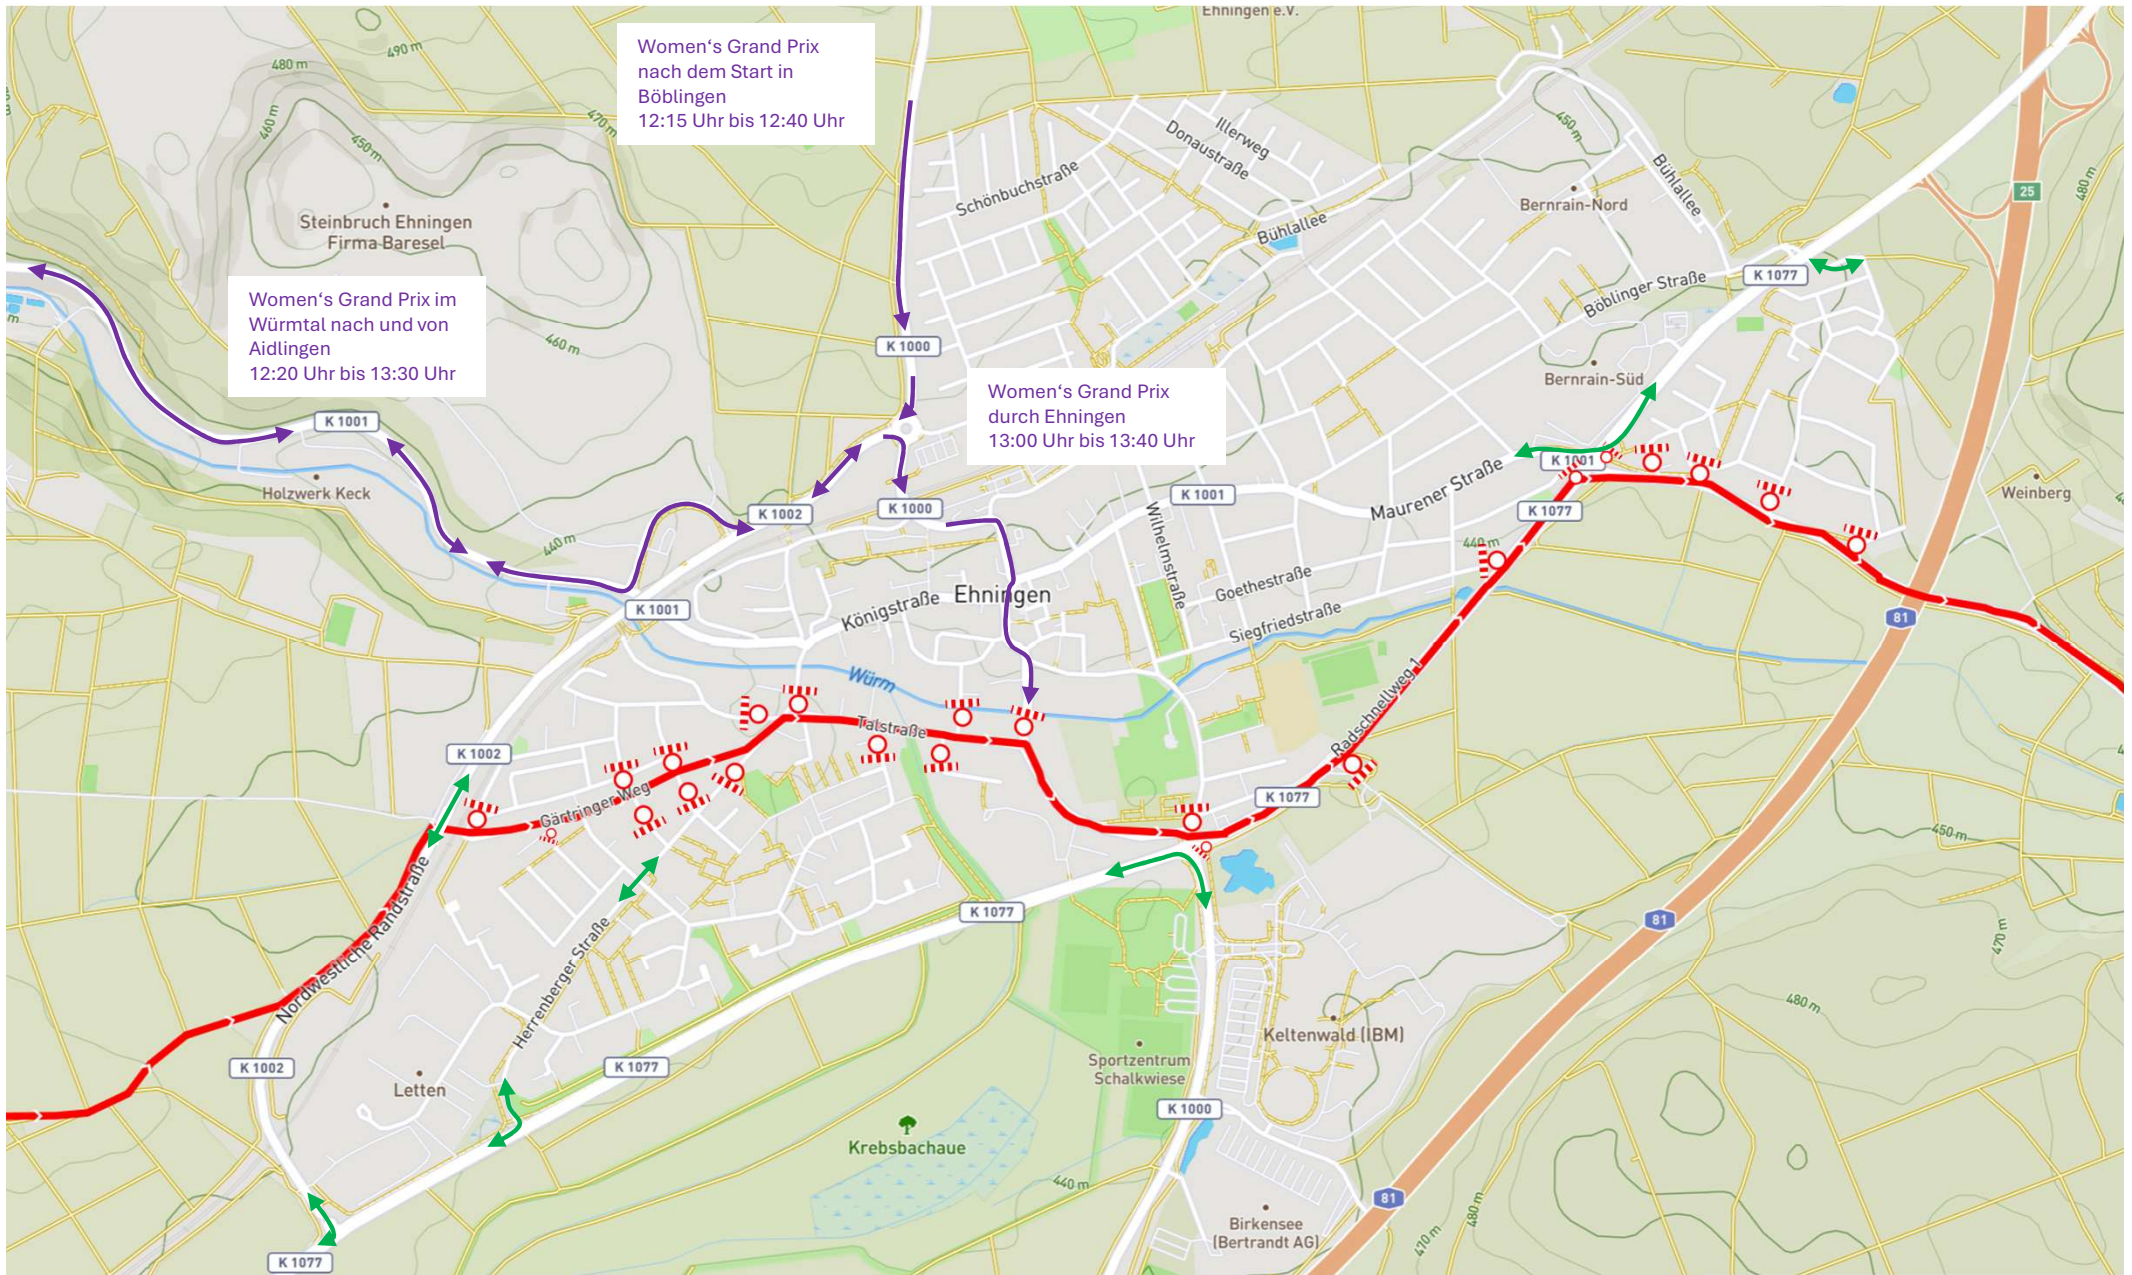 Ehningen e.V.
Women's Grand Prix
nach dem Start in
Böblingen
12:15 Uhr bis 12:40 Uhr
490 m
480 m
460 m
450 m
470 m
Illerweg
Donaustraße
Schönbuchstraße
Bühlallee
450 m
Bühlallee
Bernrain-Nord
25
480 m
Steinbruch Ehningen
Firma Baresel
K 1077
Böblinger Straße
Women's Grand Prix im
Würmtal nach und von
Aidlingen
12:20 Uhr bis 13:30 Uhr
460 m
K 1000
Bernrain-Süd
Women's Grand Prix
durch Ehningen
13:00 Uhr bis 13:40 Uhr
K 1001
K 1001
Holzwerk Keck
Maurener Straße
Weinberg
K 1002
K 1000
K 1001
K 1077
Wilhelmstraße
440 m
440 m
Goethestraße
Ehningen
Königstraße
Siegfriedstraße
K 1001
81
Würm
Radschnellweg 1
Talstraße
K 1002
Gärtringer Weg
K 1077
450 m
Nordwestliche Randstraße
K 1077
81
Herrenberger Straße
470 m
480 m
Keltenwald (IBM)
Sportzentrum
Schalkwiese
K 1002
K 1077
Letten
K 1000
Krebsbachaue
440 m
81
480 m
470 m
Birkensee
(Bertrandt AG)
K 1077